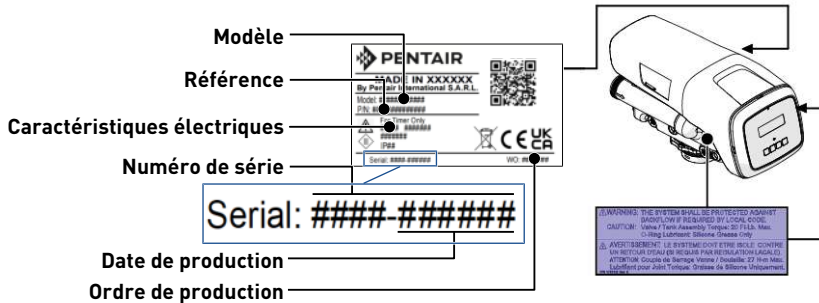 Modèle
Référence
Caractéristiques électriques
Numéro de série
Date de production
Ordre de production
PENTAIR
MADE IN XXXXXX
By Pentair International S.A.R.L.
Model:
P/N:
For Timer Only
IP##
CE UK CA
Serial: ####-######
WO:
Serial: ####-######
WARNING: THE SYSTEM SHALL BE PROTECTED AGAINST
BACKFLOW IF REQUIRED BY LOCAL CODE.
CAUTION: Valve / Tank Assembly Torque: 20 Ft-Lb. Max.
O-Ring Lubricant: Silicone Grease Only
AVERTISSEMENT: LE SYSTEME DOIT ETRE ISOLE CONTRE
UN RETOUR D'EAU (SI REQUIS PAR REGULATION LAGALE).
ATTENTION: Couple de Serrage Vanne / Bouteille: 27 N-m Max.
Lubrifiant pour Joint Torique: Graisse de Silicone Uniquement.